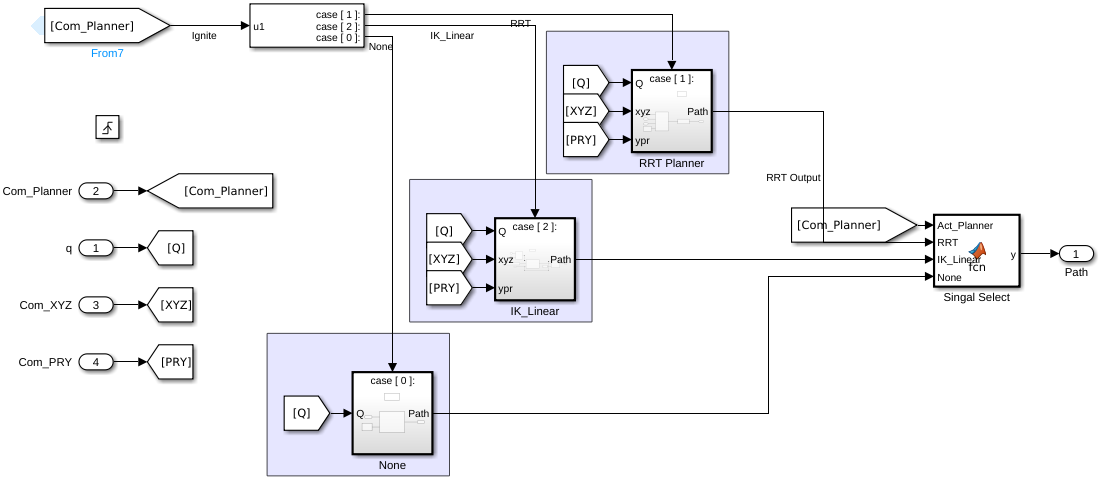 [Com_Planner]
From7
Ignite
u1
case [ 1 ]:
case [ 2 ]:
case [ 0 ]:
None
IK_Linear
RRT
[Q]
[XYZ]
[PRY]
case [ 1 ]:
Q
xyz
ypr
Path
RRT Planner
Com_Planner
2
[Com_Planner]
q
1
[Q]
Com_XYZ
3
[XYZ]
Com_PRY
4
[PRY]
[Q]
[XYZ]
[PRY]
case [ 2 ]:
Q
xyz
ypr
Path
IK_Linear
RRT Output
[Com_Planner]
Act_Planner
RRT
IK_Linear
None
fcn
y
Singal Select
1
Path
[Q]
case [ 0 ]:
Q
Path
None